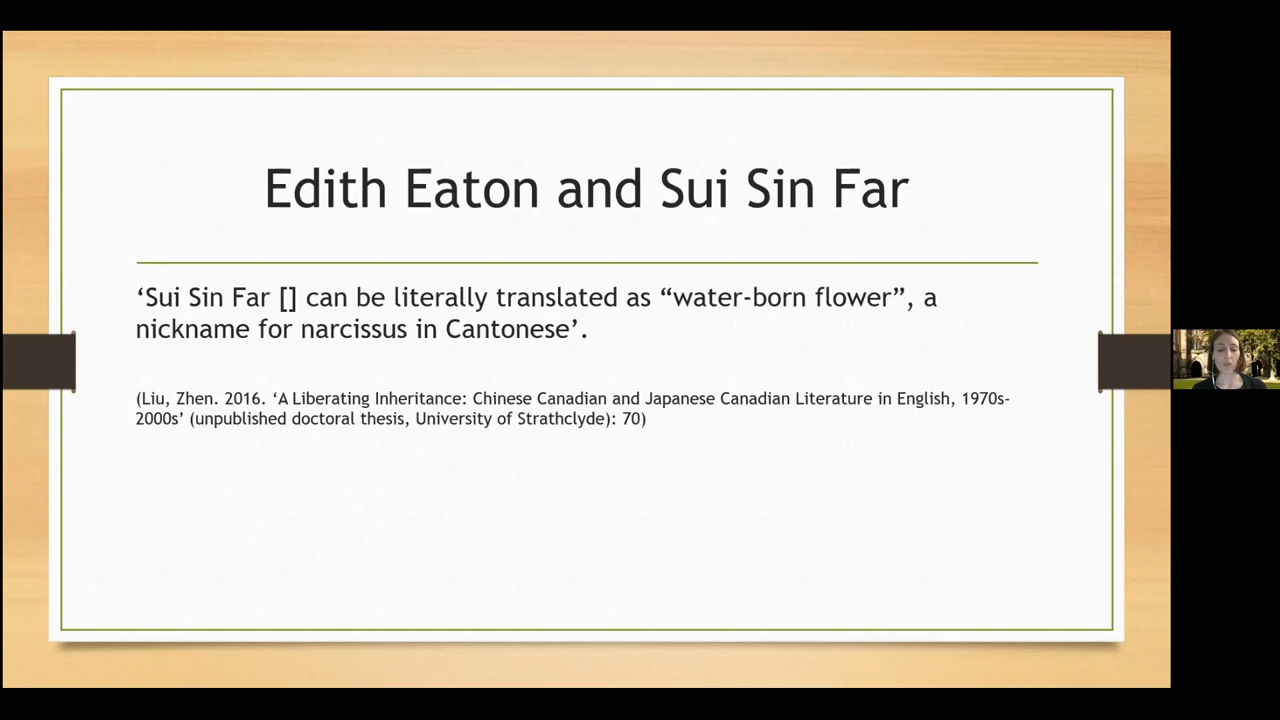 Edith Eaton and Sui Sin Far
‘Sui Sin Far [] can be literally translated as “water-born flower”, a
nickname for narcissus in Cantonese’.
(Liu, Zhen. 2016. ‘A Liberating Inheritance: Chinese Canadian and Japanese Canadian Literature in English, 1970s-
2000s’ (unpublished doctoral thesis, University of Strathclyde): 70)